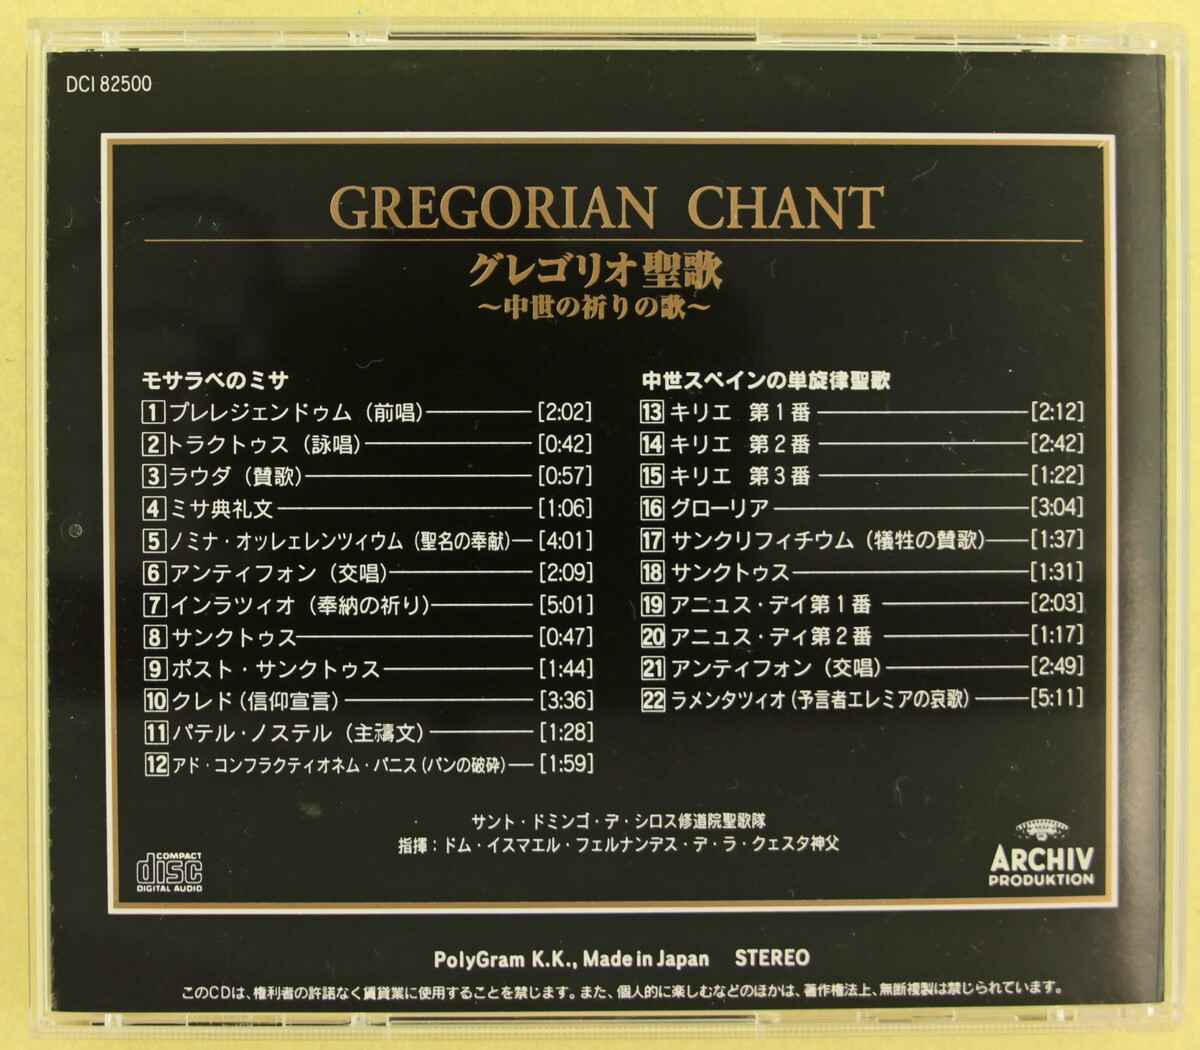 DCI 82500
GREGORIAN CHANT
グレゴリオ聖歌
〜中世の祈りの歌〜
モサラベのミサ
1 プレレジェンドゥム（前唱） [2:02]
2 トラクトゥス（詠唱） [0:42]
3 ラウダ（賛歌） [0:57]
4 ミサ典礼文 [1:06]
5 ノミナ・オッレェレンツィウム（聖名の奉献） [4:01]
6 アンティフォン（交唱） [2:09]
7 インラツィオ（奉納の祈り） [5:01]
8 サンクトゥス [0:47]
9 ポスト・サンクトゥス [1:44]
10 クレド（信仰宣言） [3:36]
11 パテル・ノステル（主禱文） [1:28]
12 アド・コンフラクティオネム・パニス（パンの破砕） [1:59]
中世スペインの単旋律聖歌
13 キリエ 第1番 [2:12]
14 キリエ 第2番 [2:42]
15 キリエ 第3番 [1:22]
16 グローリア [3:04]
17 サンクリフィチウム（犠牲の賛歌） [1:37]
18 サンクトゥス [1:31]
19 アニュス・デイ第1番 [2:03]
20 アニュス・ディ第2番 [1:17]
21 アンティフォン（交唱） [2:49]
22 ラメンタツィオ（予言者エレミアの哀歌） [5:11]
サント・ドミンゴ・デ・シロス修道院聖歌隊
指揮：ドム・イスマエル・フェルナンデス・デ・ラ・クェスタ神父
COMPACT
disc
DIGITAL AUDIO
ARCHIV
PRODUKTION
PolyGram K.K., Made in Japan STEREO
このCDは、権利者の許諾なく賃貸業に使用することを禁じます。また、個人的に楽しむなどのほかは、著作権法上、無断複製は禁じられています。